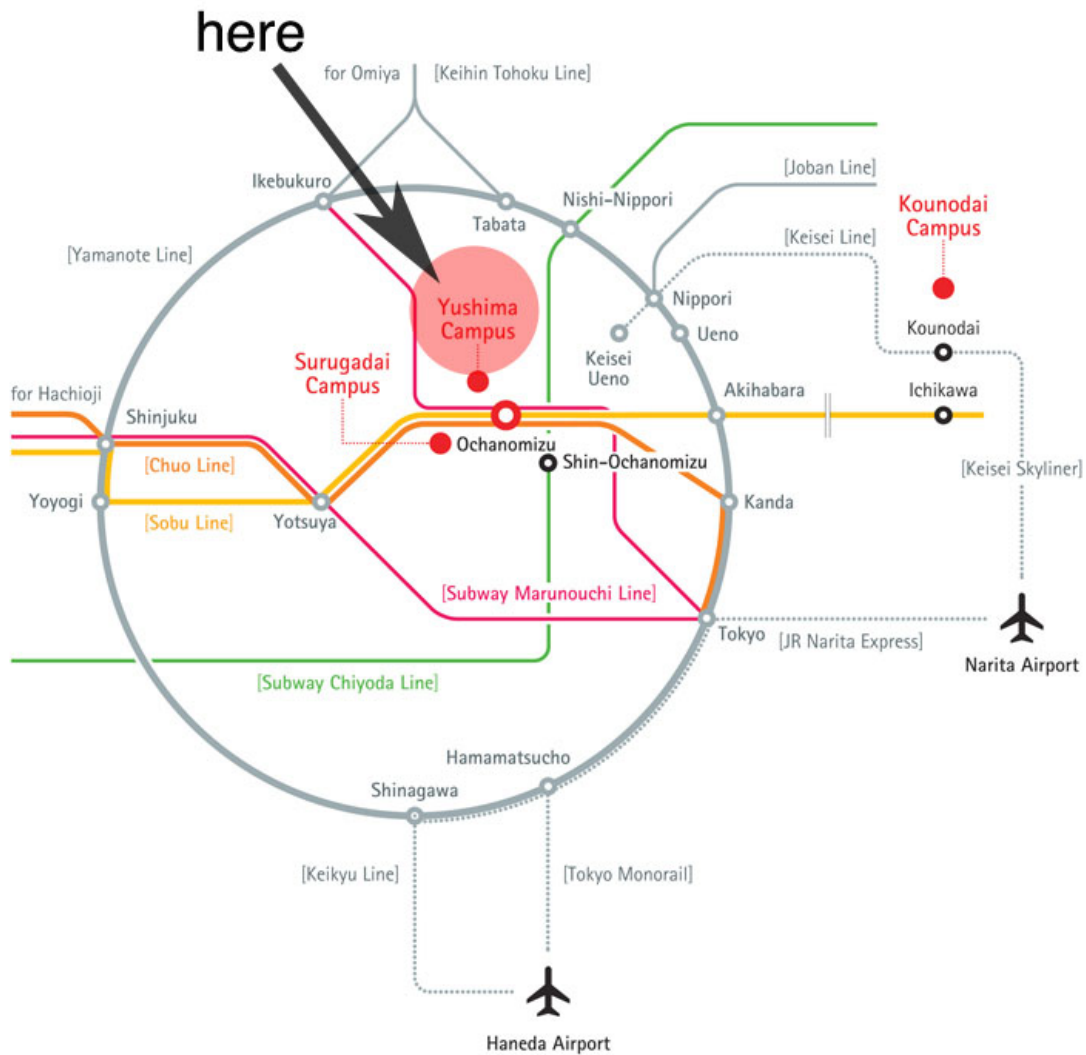 here
for Omiya
[Keihin Tohoku Line]
Ikebukuro
Tabata
Nishi-Nippori
[Joban Line]
Kounodai
Campus
[Yamanote Line]
[Keisei Line]
Yushima
Campus
Nippori
Ueno
Kounodai
Keisei
Ueno
Surugadai
Campus
for Hachioji
Shinjuku
Akihabara
Ichikawa
Ochanomizu
Shin-Ochanomizu
[Chuo Line]
[Keisei Skyliner]
Yoyogi
[Sobu Line]
Yotsuya
Kanda
[Subway Marunouchi Line]
Tokyo
[JR Narita Express]
Narita Airport
[Subway Chiyoda Line]
Hamamatsucho
Shinagawa
[Keikyu Line]
[Tokyo Monorail]
Haneda Airport